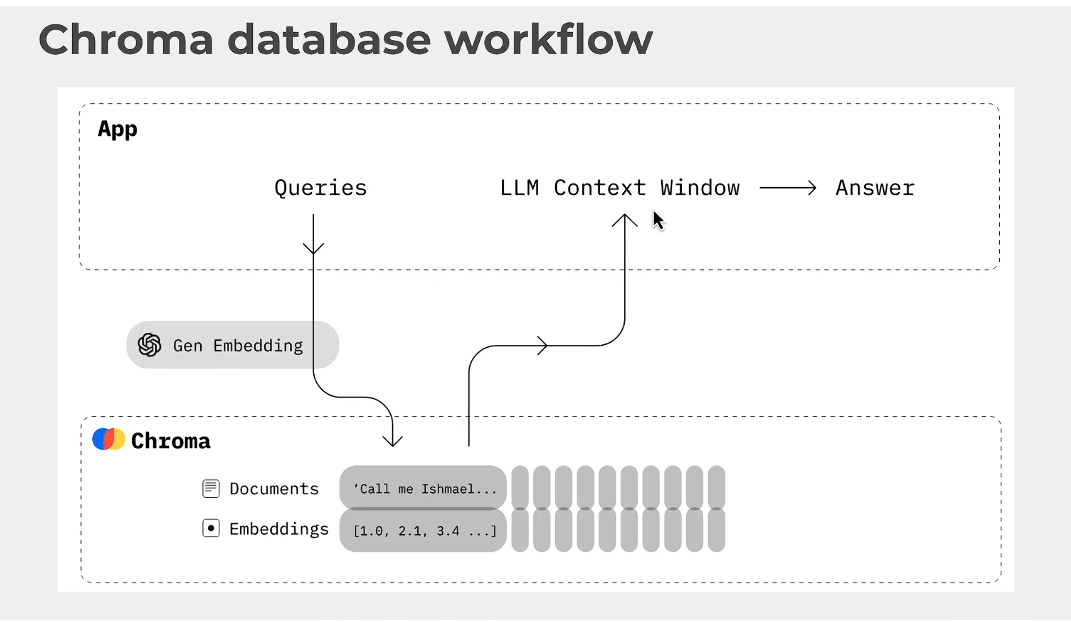 Chroma database workflow
App
Queries
LLM Context Window
Answer
Gen Embedding
Chroma
Documents
‘Call me Ishmael...
Embeddings
[1.0, 2.1, 3.4 ...]